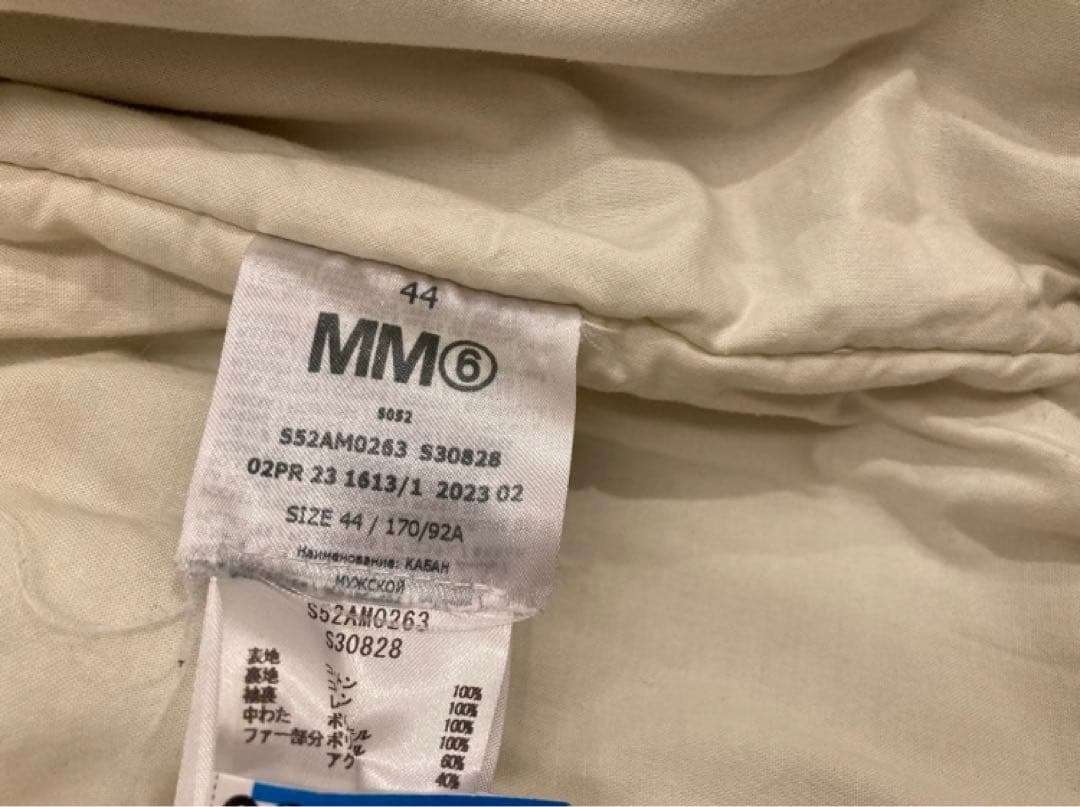 44
MM⑥
S052
S52AM0263 S30828
02PR 23 1613/1 2023 02
SIZE 44 / 170/92A
Наименование: КАБАН
МУЖСКОЙ
S52AM0263
S30828
表地 100%
裏地 100%
袖裏 100%
中わた 100%
ファー部分 60%
アク 40%